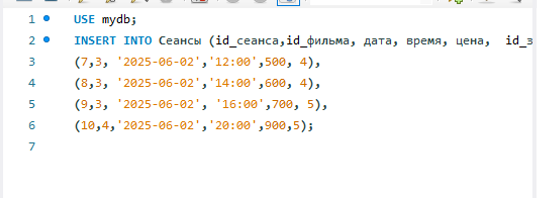 1 USE mydb;
2 INSERT INTO Сеансы (id_сеанса,id_фильма, дата, время, цена, id_з
3 (7,3, '2025-06-02','12:00',500, 4),
4 (8,3, '2025-06-02','14:00',600, 4),
5 (9,3, '2025-06-02', '16:00',700, 5),
6 (10,4,'2025-06-02','20:00',900,5);
7